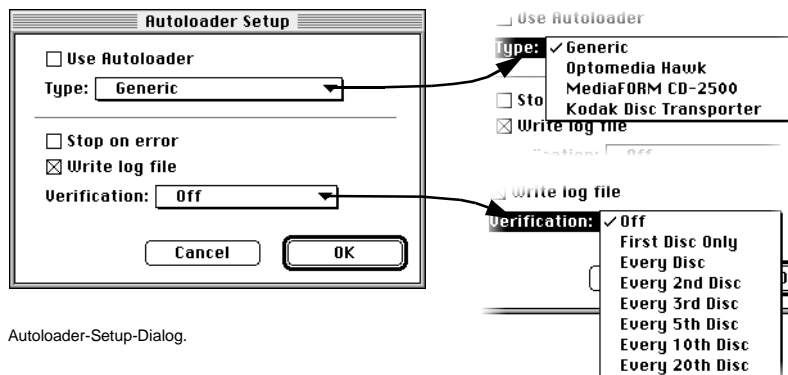 Autoloader Setup
Use Autoloader
Type: Generic
Stop on error
Write log file
Verification: Off
Cancel
OK
Autoloader-Setup-Dialog.
Use Autoloader
Type: Generic
Optomedia Hawk
MediaFORM CD-2500
Kodak Disc Transporter
Sto
Write log file
Off
Write log file
Verification: Off
First Disc Only
Every Disc
Every 2nd Disc
Every 3rd Disc
Every 5th Disc
Every 10th Disc
Every 20th Disc